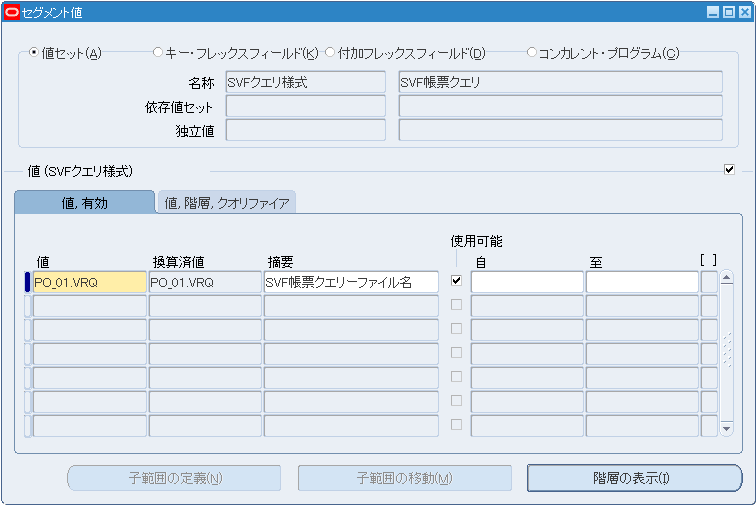 セグメント値
値セット(A) キー・フレックスフィールド(K) 付加フレックスフィールド(D) コンカレント・プログラム(C)
名称 SVFクエリ様式 SVF帳票クエリ
依存値セット
独立値
値 (SVFクエリ様式)
値, 有効 値, 階層, クオリファイア
使用可能
値 換算済値 摘要 自 至 [ ]
PO_01.VRQ PO_01.VRQ SVF帳票クエリーファイル名
子範囲の定義(N) 子範囲の移動(M) 階層の表示(I)